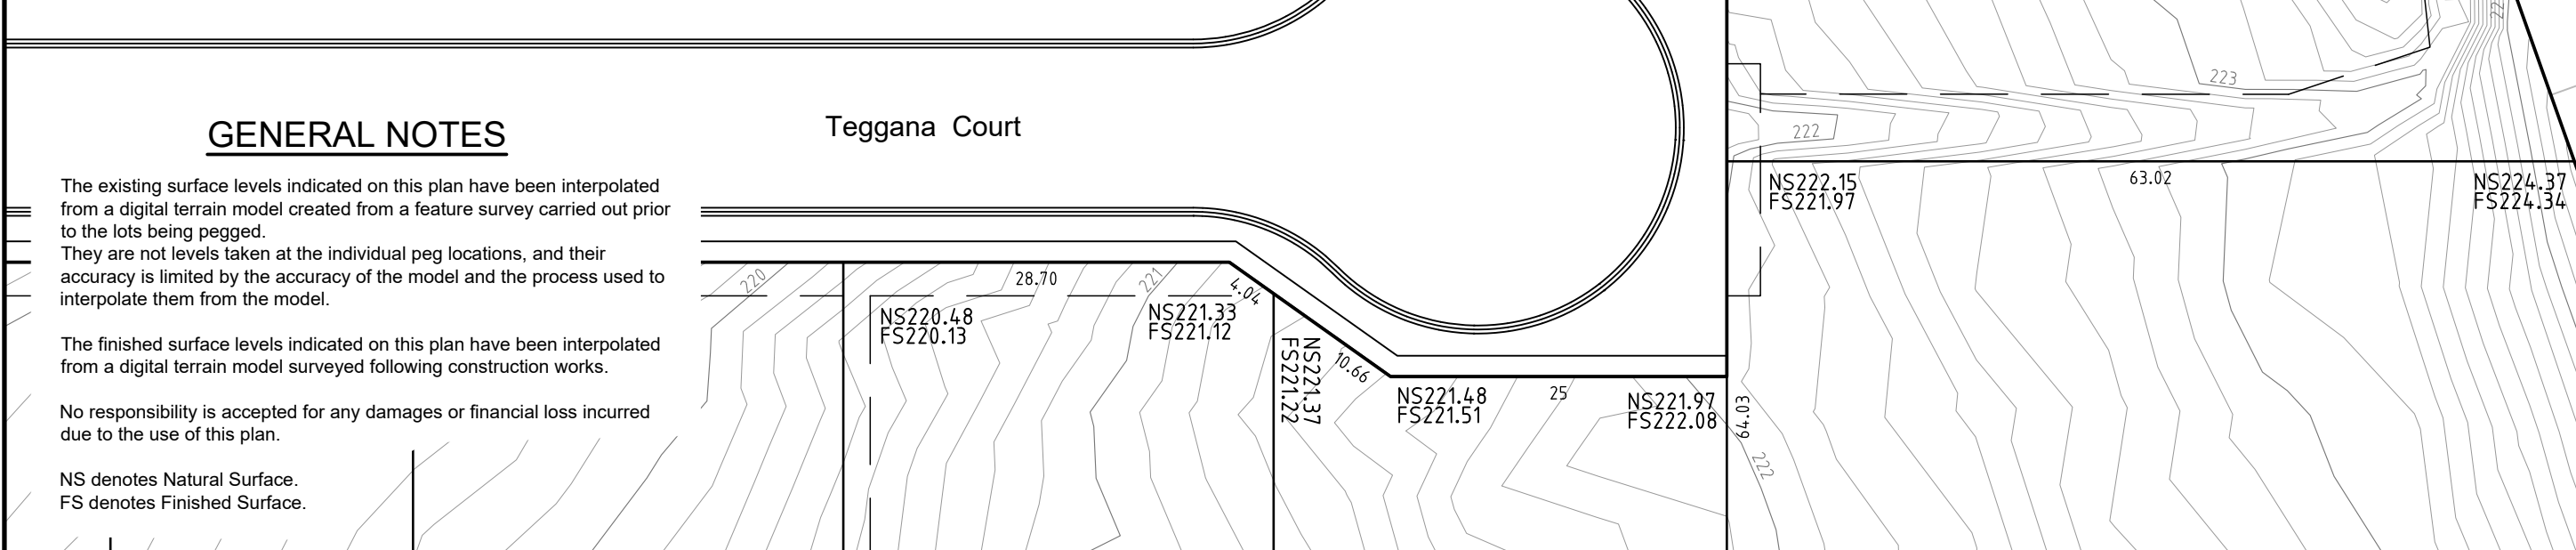 GENERAL NOTES
The existing surface levels indicated on this plan have been interpolated
from a digital terrain model created from a feature survey carried out prior
to the lots being pegged.
They are not levels taken at the individual peg locations, and their
accuracy is limited by the accuracy of the model and the process used to
interpolate them from the model.
The finished surface levels indicated on this plan have been interpolated
from a digital terrain model surveyed following construction works.
No responsibility is accepted for any damages or financial loss incurred
due to the use of this plan.
NS denotes Natural Surface.
FS denotes Finished Surface.
Teggana Court
220
28.70
221
4.04
NS220.48
FS220.13
NS221.33
FS221.12
NS221.37
FS221.22
10.66
NS221.48
FS221.51
25
NS221.97
FS222.08
64.03
222
223
222
NS222.15
FS221.97
63.02
NS224.37
FS224.34